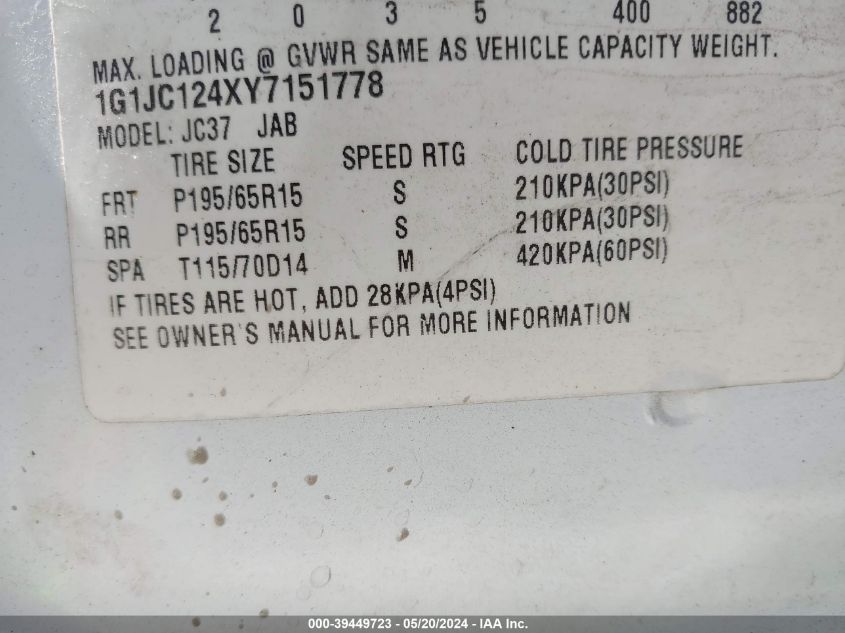 2 0 3 5 400 882
MAX. LOADING @ GVWR SAME AS VEHICLE CAPACITY WEIGHT.
1G1JC124XY7151778
MODEL: JC37 JAB
TIRE SIZE SPEED RTG COLD TIRE PRESSURE
FRT P195/65R15 S 210KPA(30PSI)
RR P195/65R15 S 210KPA(30PSI)
SPA T115/70D14 M 420KPA(60PSI)
IF TIRES ARE HOT, ADD 28KPA(4PSI)
SEE OWNER'S MANUAL FOR MORE INFORMATION
000-39449723 - 05/20/2024 - IAA Inc.